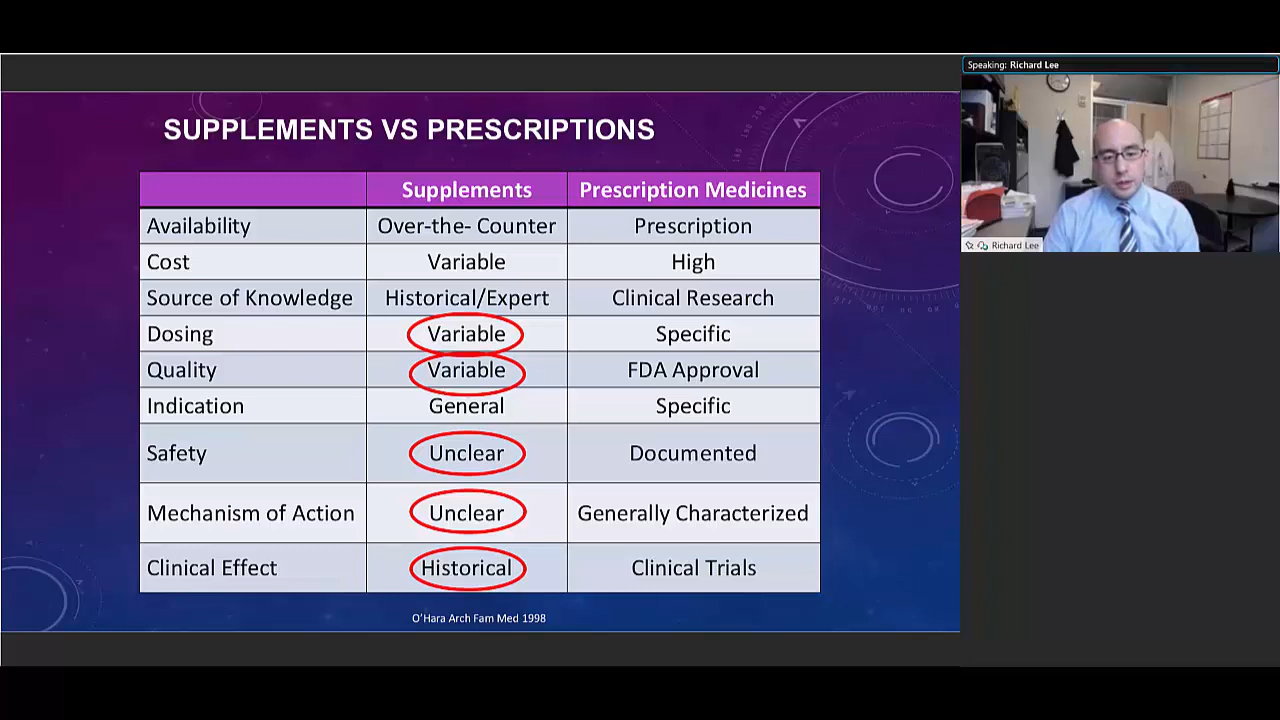 Speaking: Richard Lee
SUPPLEMENTS VS PRESCRIPTIONS
Supplements Prescription Medicines
Availability Over-the- Counter Prescription
Cost Variable High
Source of Knowledge Historical/Expert Clinical Research
Dosing Variable Specific
Quality Variable FDA Approval
Indication General Specific
Safety Unclear Documented
Mechanism of Action Unclear Generally Characterized
Clinical Effect Historical Clinical Trials
O'Hara Arch Fam Med 1998
Richard Lee